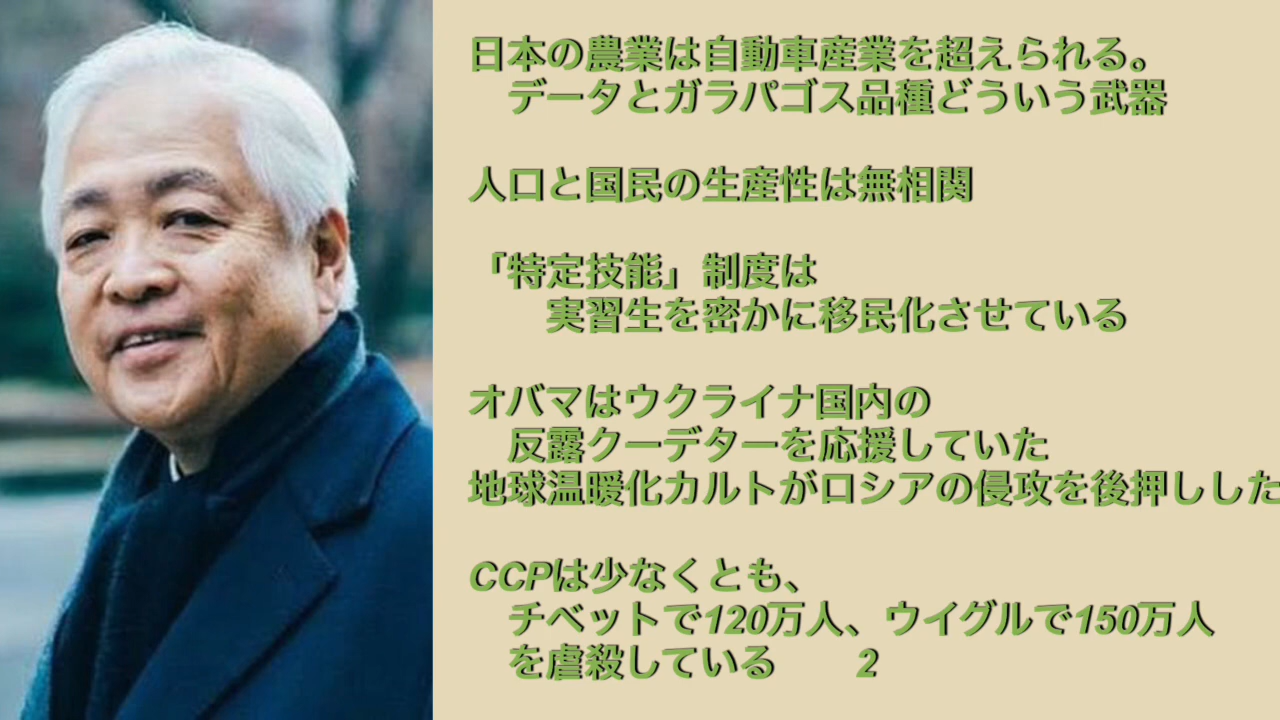 日本の農業は自動車産業を超えられる。
データとガラパゴス品種どういう武器
人口と国民の生産性は無相関
「特定技能」制度は
実習生を密かに移民化させている
オバマはウクライナ国内の
反露クーデターを応援していた
地球温暖化カルトがロシアの侵攻を後押しした
CCPは少なくとも、
チベットで120万人、ウイグルで150万人
を虐殺している 2